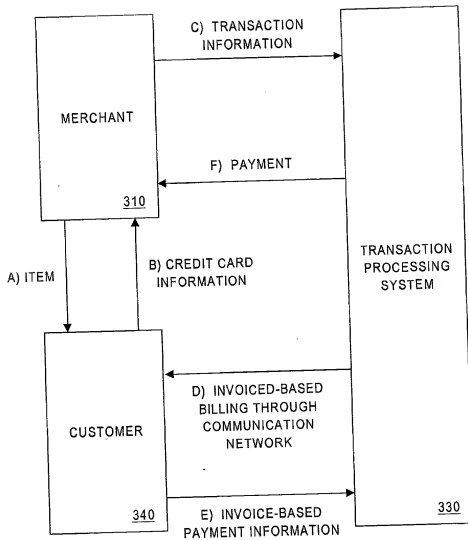 C) TRANSACTION
INFORMATION
MERCHANT
F) PAYMENT
310
A) ITEM
B) CREDIT CARD
INFORMATION
TRANSACTION
PROCESSING
SYSTEM
D) INVOICED-BASED
BILLING THROUGH
COMMUNICATION
NETWORK
CUSTOMER
340
E) INVOICE-BASED
PAYMENT INFORMATION
330